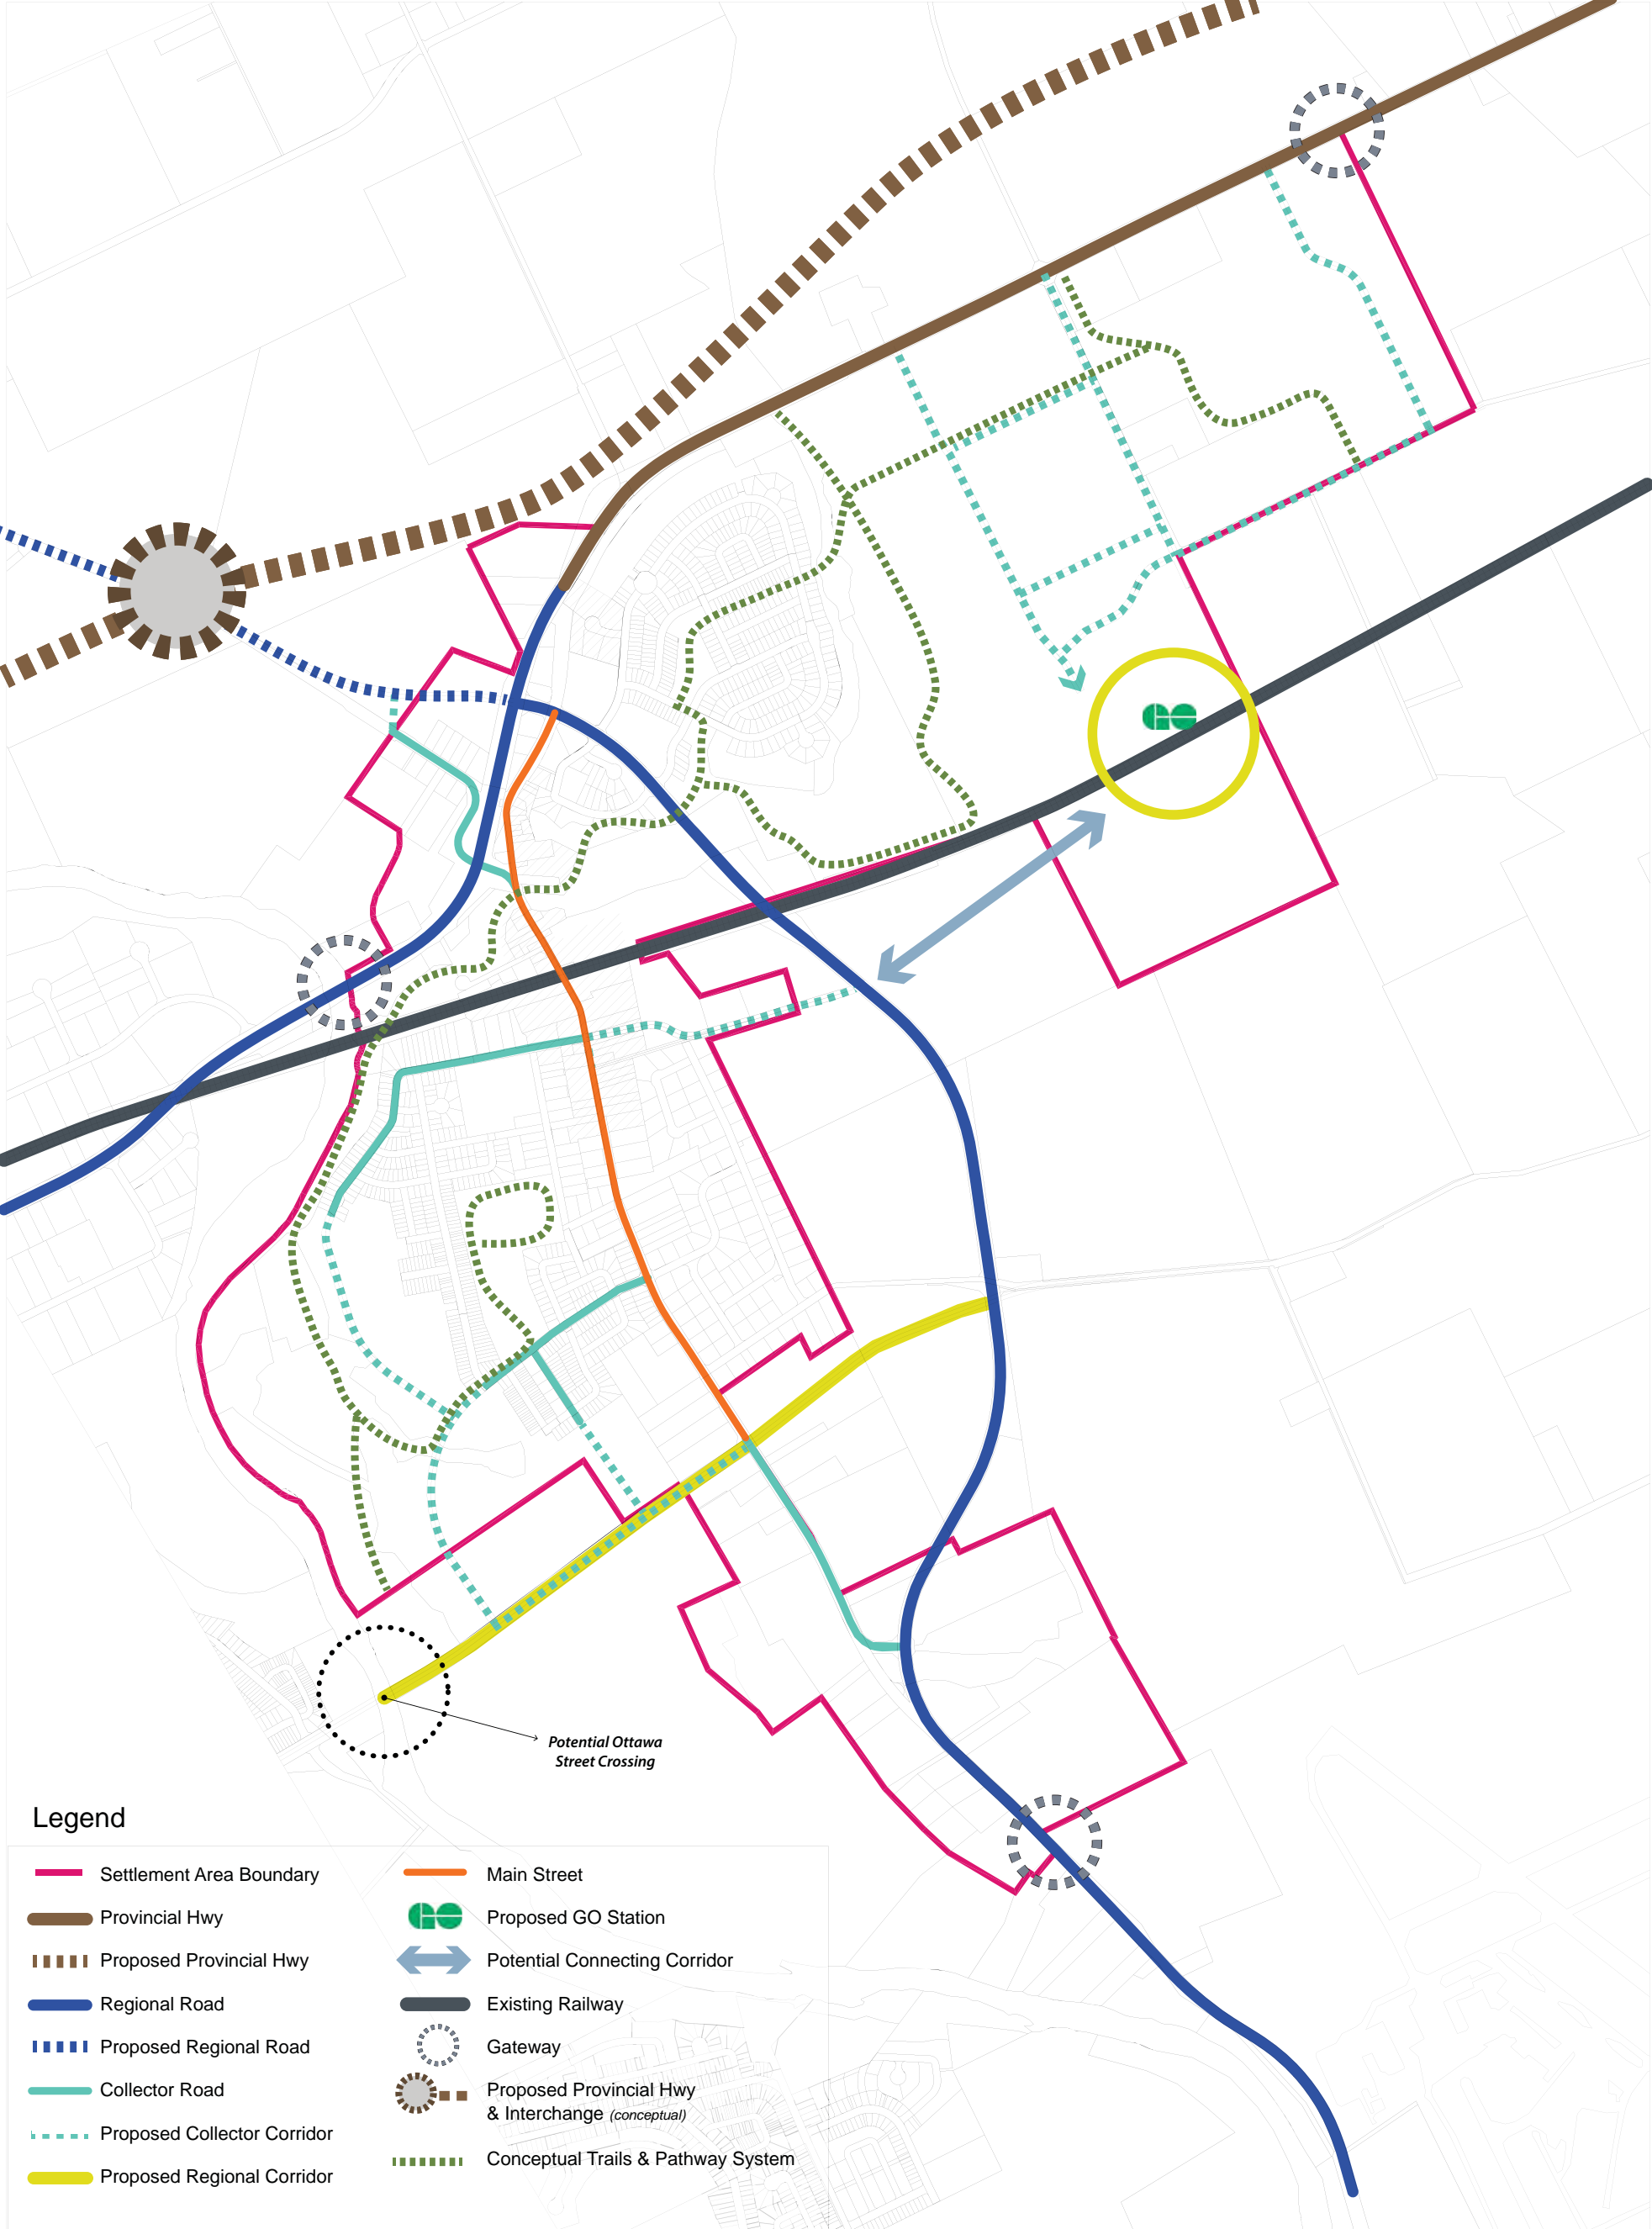 Potential Ottawa
Street Crossing
Legend
Settlement Area Boundary
Provincial Hwy
Proposed Provincial Hwy
Regional Road
Proposed Regional Road
Collector Road
Proposed Collector Corridor
Proposed Regional Corridor
Main Street
GO
Proposed GO Station
Potential Connecting Corridor
Existing Railway
Gateway
Proposed Provincial Hwy
& Interchange (conceptual)
Conceptual Trails & Pathway System